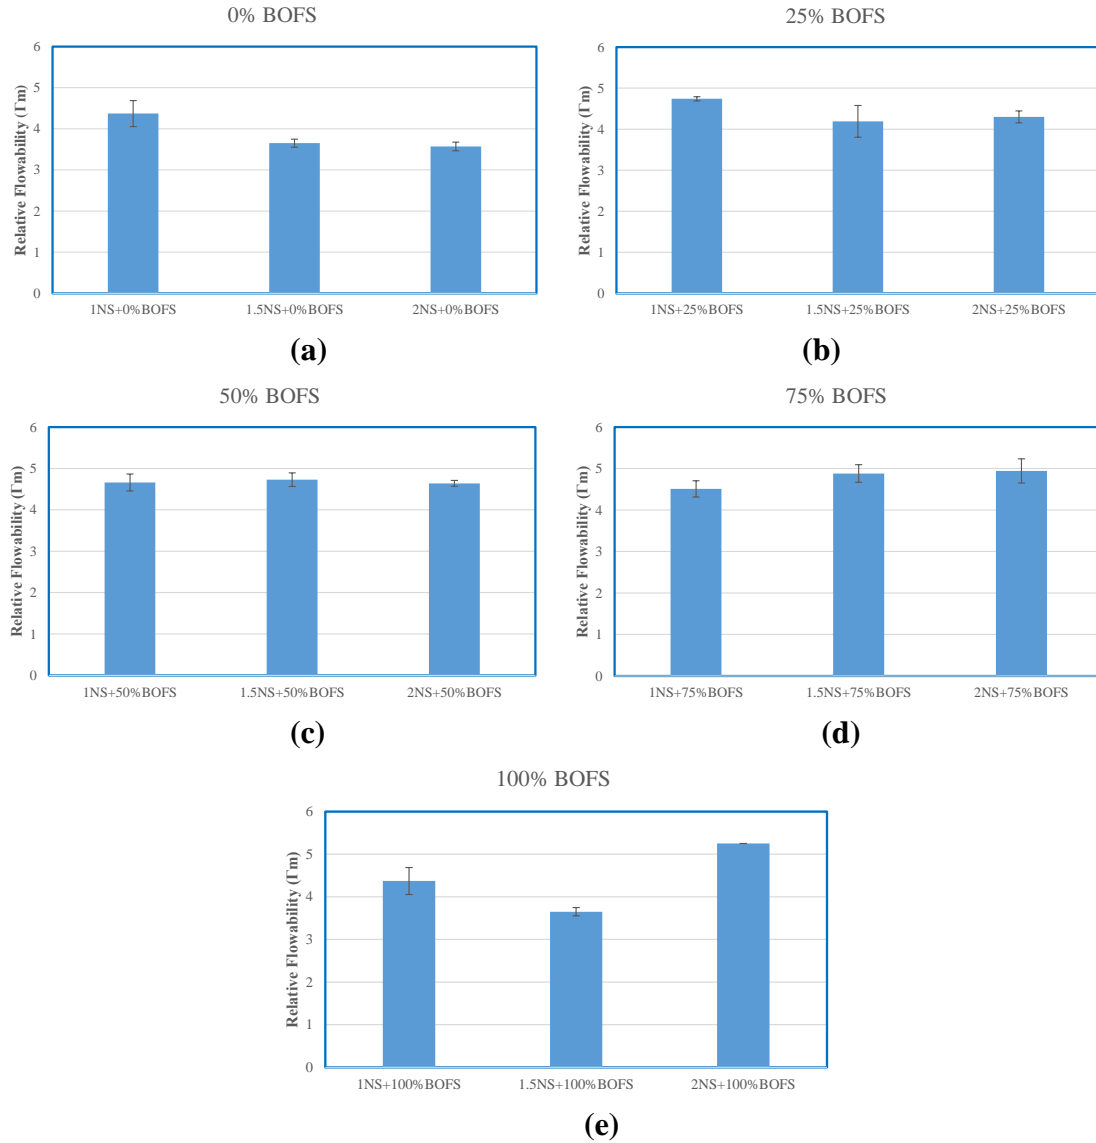 0% BOFS
Relative Flowability (Γm)
6
5
4
3
2
1
0
1NS+0%BOFS 1.5NS+0%BOFS 2NS+0%BOFS
(a)
25% BOFS
Relative Flowability (Γm)
6
5
4
3
2
1
0
1NS+25%BOFS 1.5NS+25%BOFS 2NS+25%BOFS
(b)
50% BOFS
Relative Flowability (Γm)
6
5
4
3
2
1
0
1NS+50%BOFS 1.5NS+50%BOFS 2NS+50%BOFS
(c)
75% BOFS
Relative Flowability (Γm)
6
5
4
3
2
1
0
1NS+75%BOFS 1.5NS+75%BOFS 2NS+75%BOFS
(d)
100% BOFS
Relative Flowability (Γm)
6
5
4
3
2
1
0
1NS+100%BOFS 1.5NS+100%BOFS 2NS+100%BOFS
(e)